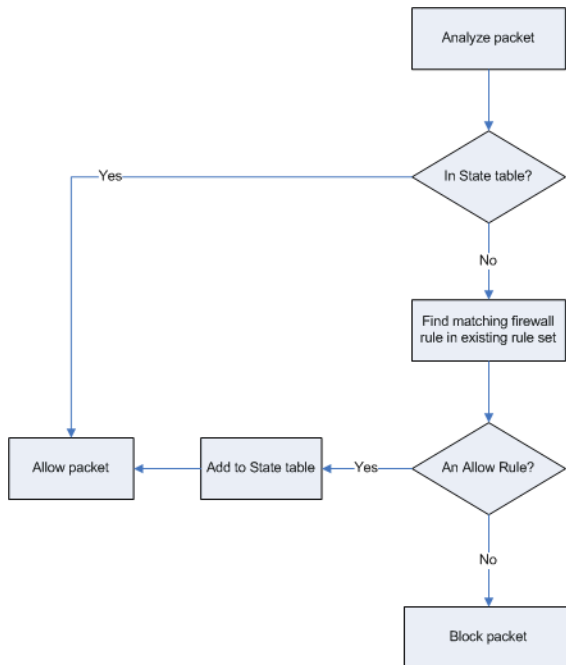 Analyze packet
In State table?
Yes
No
Find matching firewall
rule in existing rule set
Allow packet
Add to State table
Yes
An Allow Rule?
No
Block packet